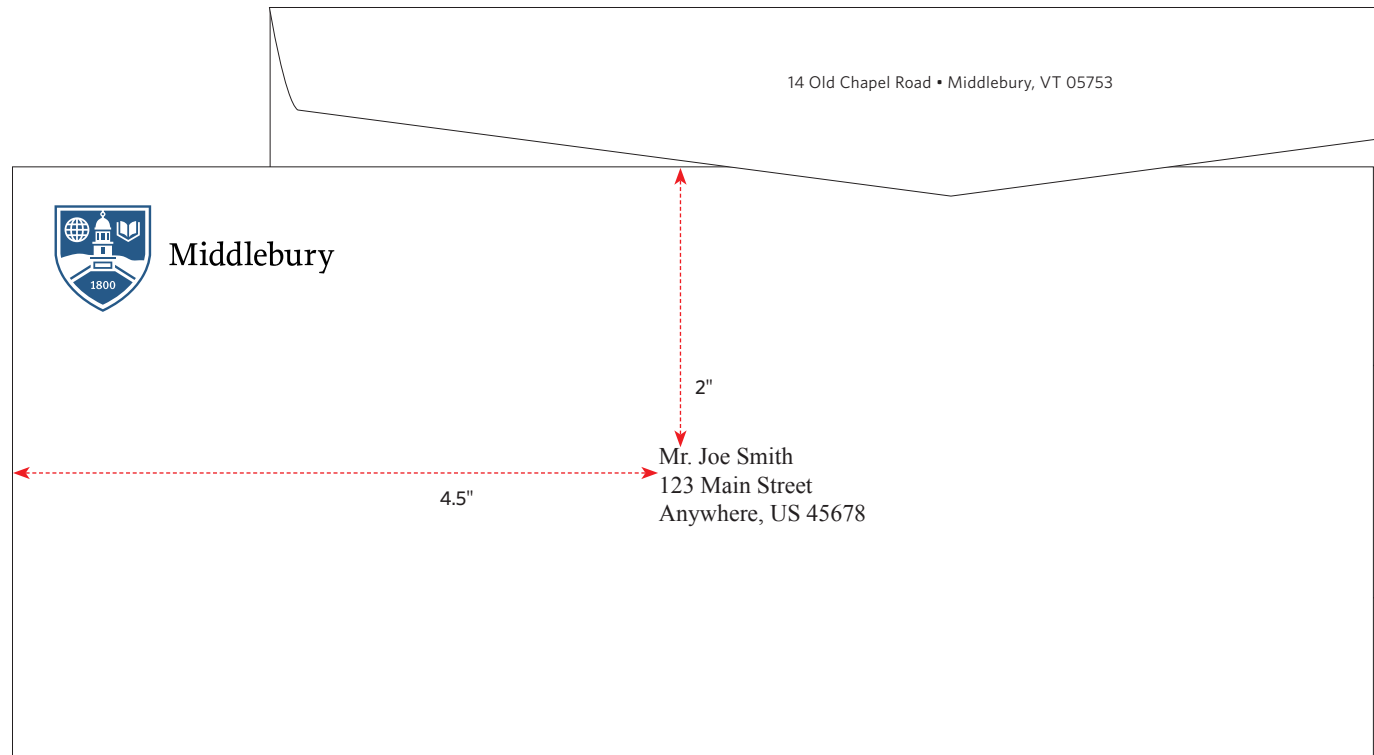 14 Old Chapel Road • Middlebury, VT 05753
1800
Middlebury
2"
4.5"
Mr. Joe Smith
123 Main Street
Anywhere, US 45678